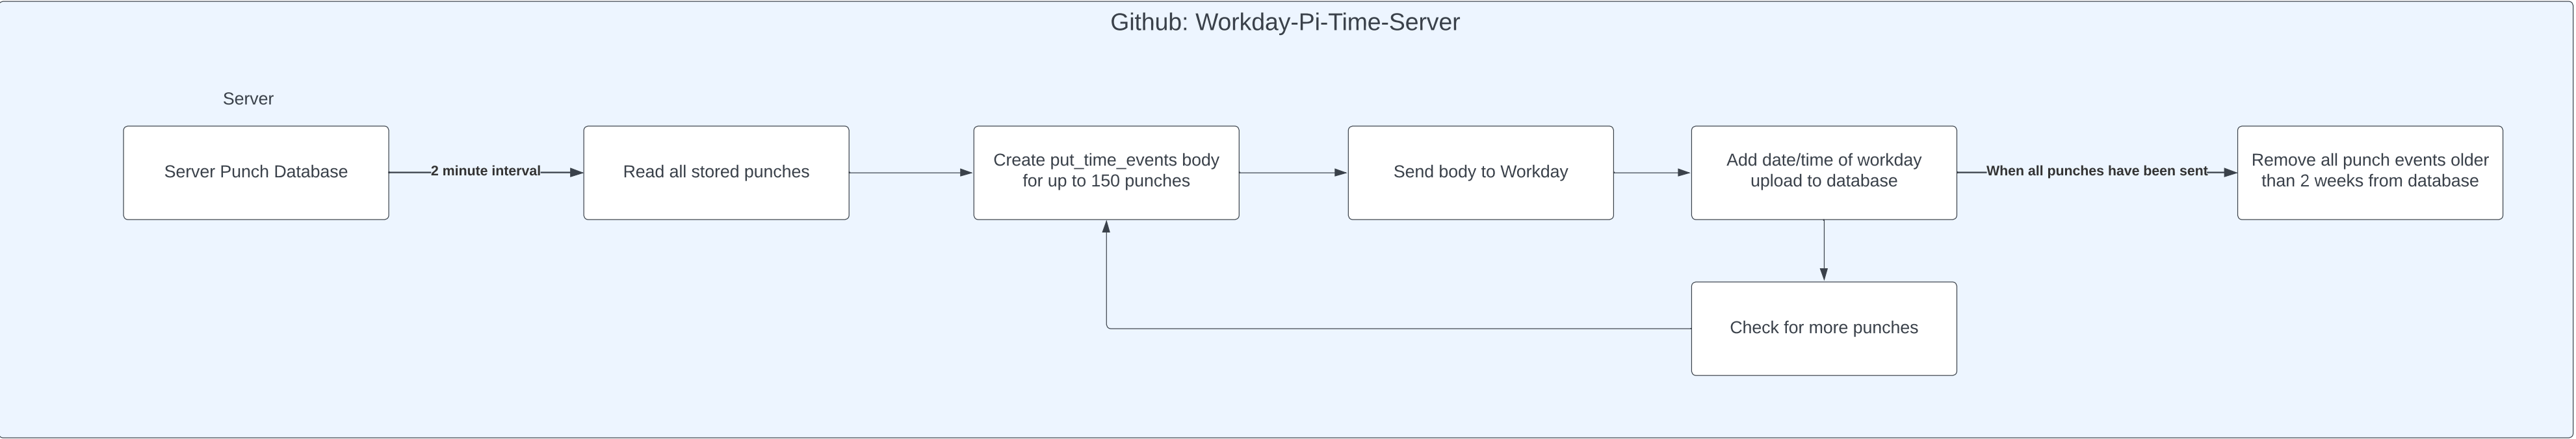 Github: Workday-Pi-Time-Server
Server
Server Punch Database
2 minute interval
Read all stored punches
Create put_time_events body
for up to 150 punches
Send body to Workday
Add date/time of workday
upload to database
When all punches have been sent
Remove all punch events older
than 2 weeks from database
Check for more punches